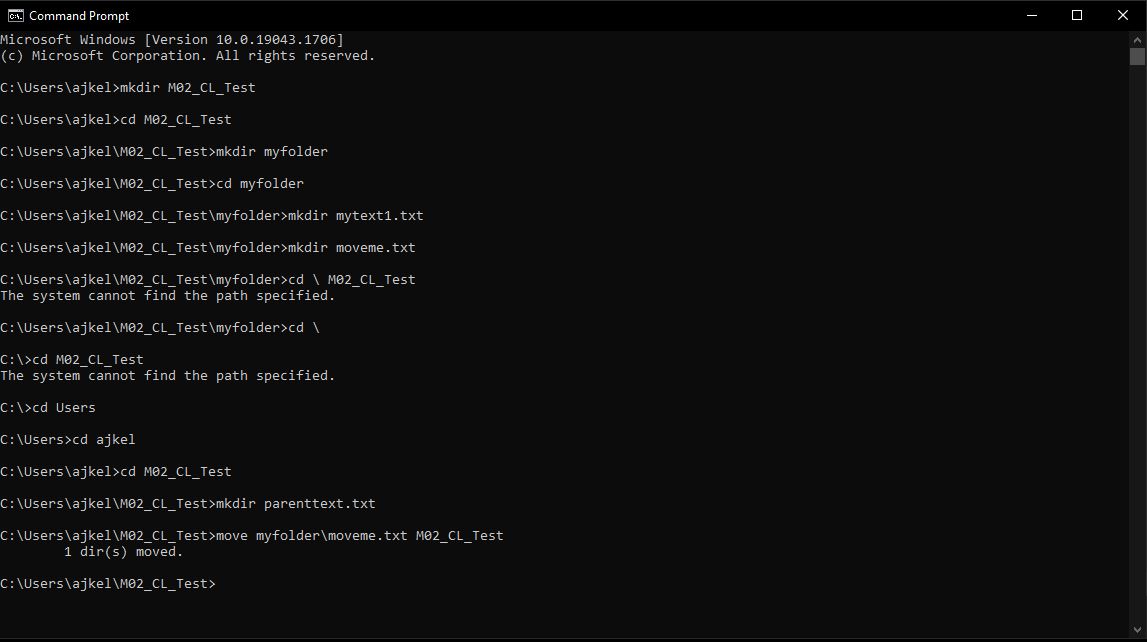 Command Prompt
Microsoft Windows [Version 10.0.19043.1706]
(c) Microsoft Corporation. All rights reserved.
C:\Users\ajkel>mkdir M02_CL_Test
C:\Users\ajkel>cd M02_CL_Test
C:\Users\ajkel\M02_CL_Test>mkdir myfolder
C:\Users\ajkel\M02_CL_Test>cd myfolder
C:\Users\ajkel\M02_CL_Test\myfolder>mkdir mytext1.txt
C:\Users\ajkel\M02_CL_Test\myfolder>mkdir moveme.txt
C:\Users\ajkel\M02_CL_Test\myfolder>cd \ M02_CL_Test
The system cannot find the path specified.
C:\Users\ajkel\M02_CL_Test\myfolder>cd \
C:\>cd M02_CL_Test
The system cannot find the path specified.
C:\>cd Users
C:\Users>cd ajkel
C:\Users\ajkel>cd M02_CL_Test
C:\Users\ajkel\M02_CL_Test>mkdir parenttext.txt
C:\Users\ajkel\M02_CL_Test>move myfolder\moveme.txt M02_CL_Test
        1 dir(s) moved.
C:\Users\ajkel\M02_CL_Test>